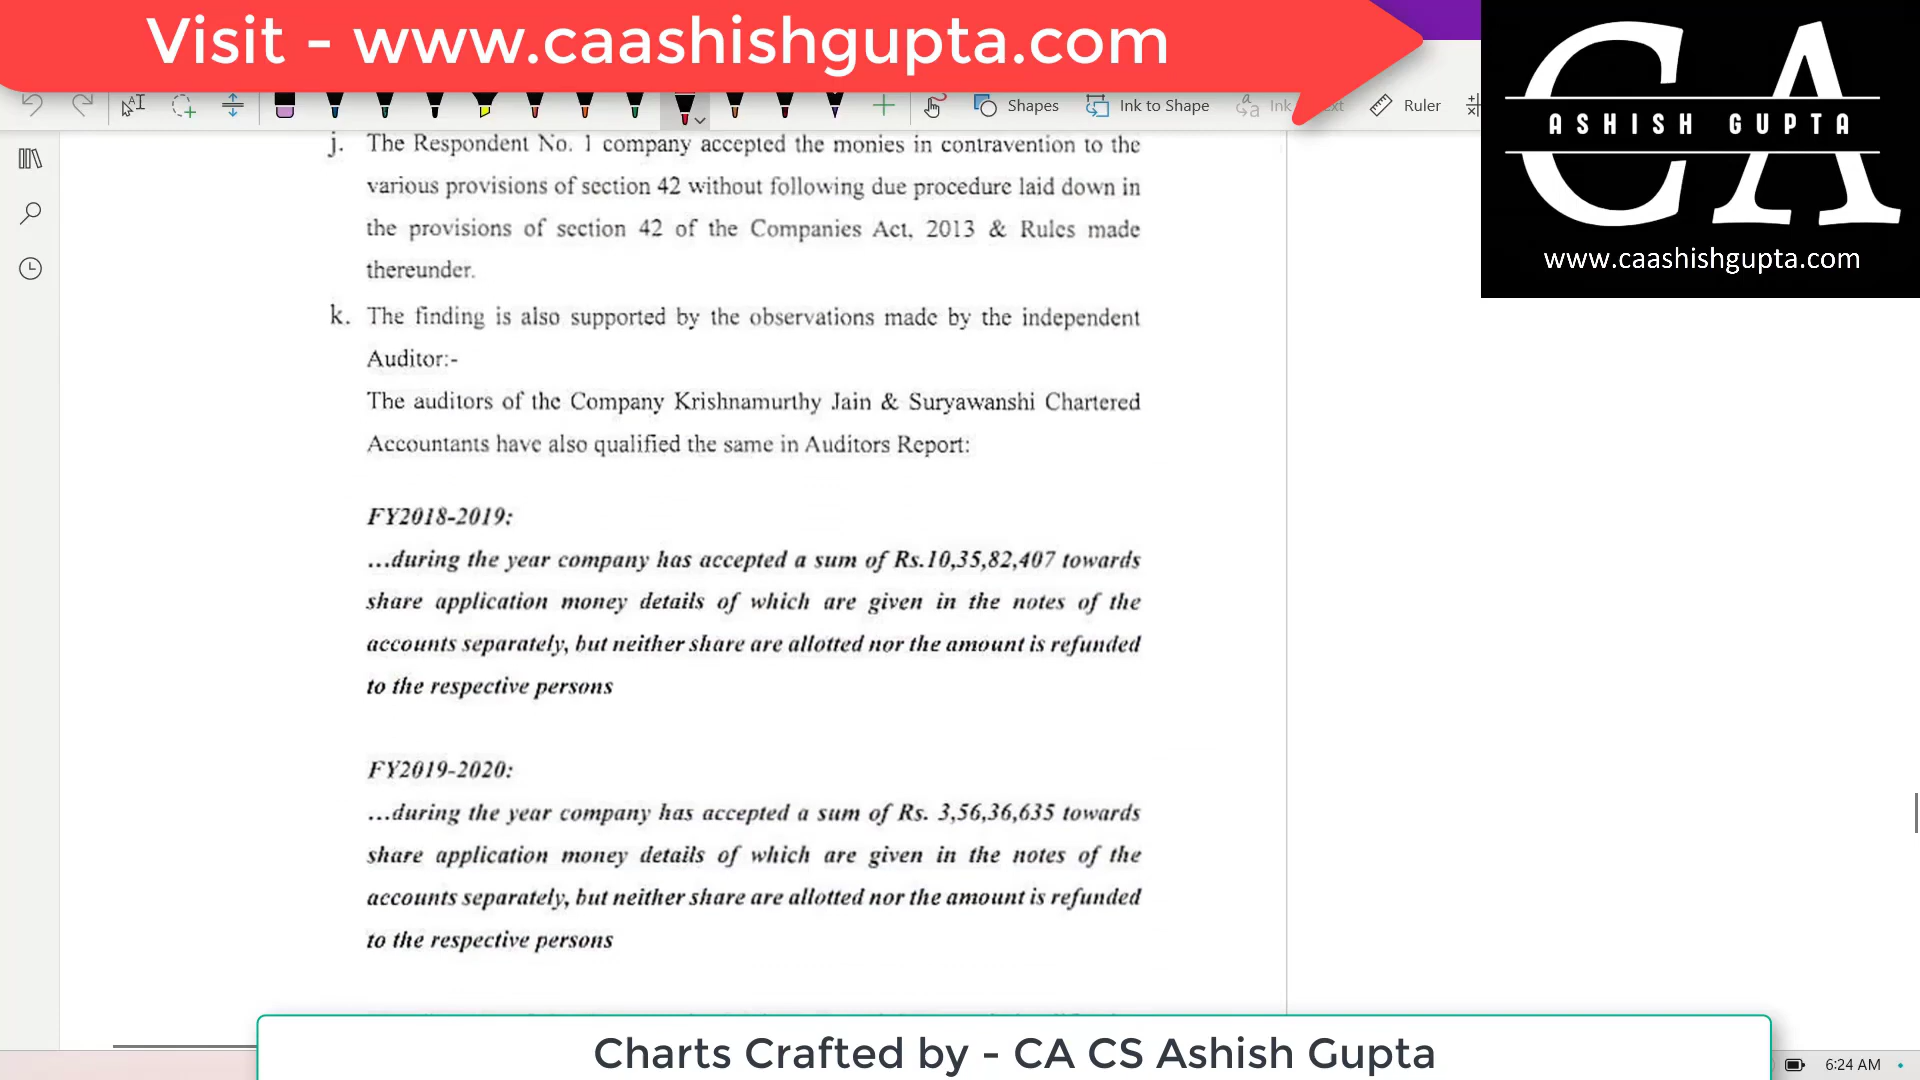 Visit - www.caashishgupta.com
CA
ASHISH GUPTA
www.caashishgupta.com
Shapes
Ink to Shape
Ruler
j. The Respondent No. 1 company accepted the monies in contravention to the
various provisions of section 42 without following due procedure laid down in
the provisions of section 42 of the Companies Act, 2013 & Rules made
thereunder.
k. The finding is also supported by the observations made by the independent
Auditor:-
The auditors of the Company Krishnamurthy Jain & Suryawanshi Chartered
Accountants have also qualified the same in Auditors Report:
FY2018-2019:
...during the year company has accepted a sum of Rs.10,35,82,407 towards
share application money details of which are given in the notes of the
accounts separately, but neither share are allotted nor the amount is refunded
to the respective persons
FY2019-2020:
...during the year company has accepted a sum of Rs. 3,56,36,635 towards
share application money details of which are given in the notes of the
accounts separately, but neither share are allotted nor the amount is refunded
to the respective persons
Charts Crafted by - CA CS Ashish Gupta
6:24 AM